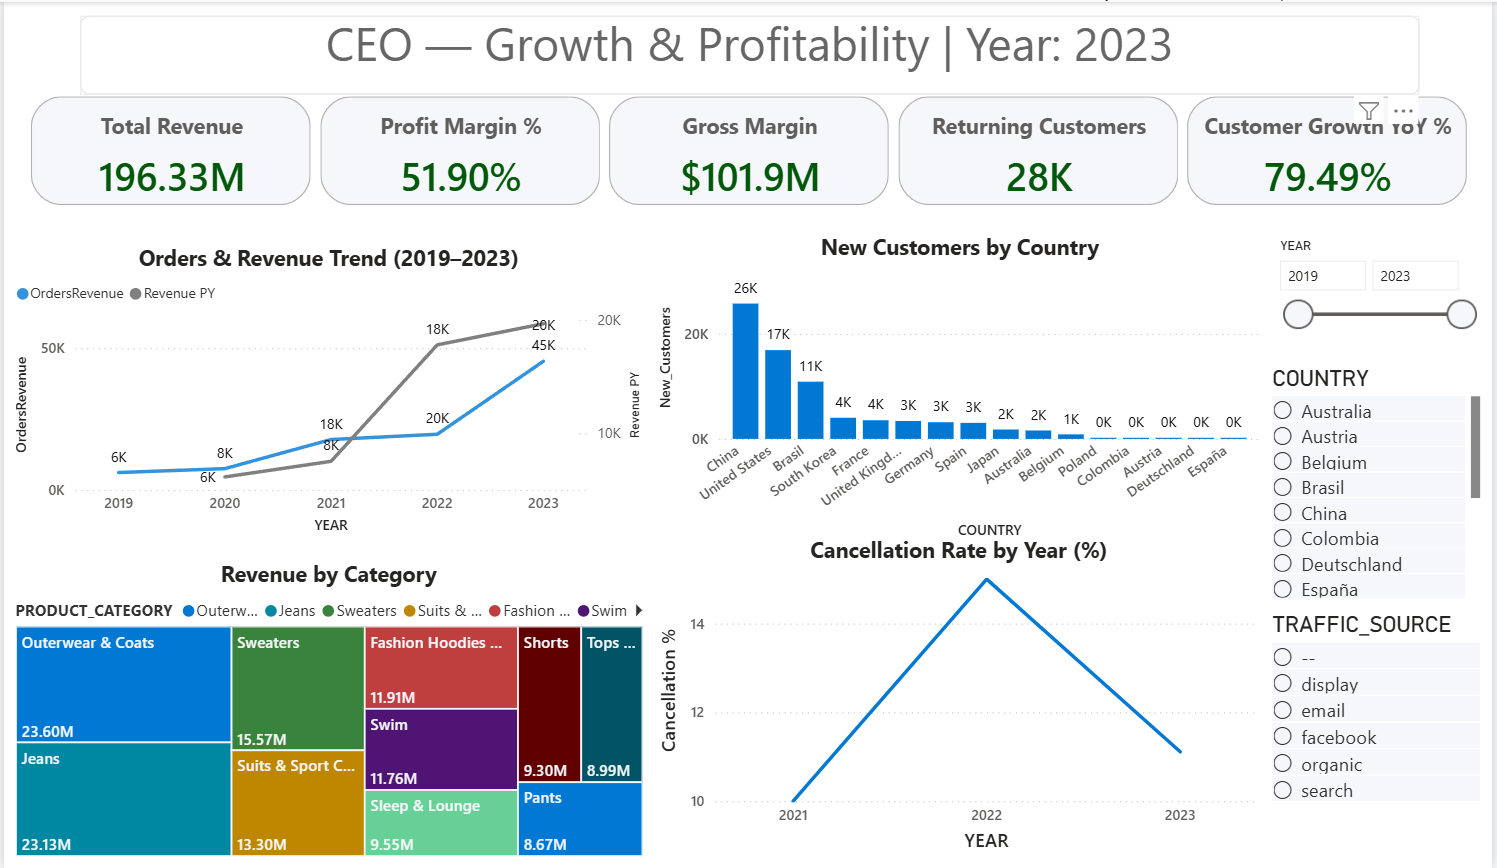 CEO — Growth & Profitability | Year: 2023
Total Revenue
196.33M
Profit Margin %
51.90%
Gross Margin
$101.9M
Returning Customers
28K
Customer Growth YoY %
79.49%
Orders & Revenue Trend (2019–2023)
OrdersRevenue Revenue PY
OrdersRevenue
50K
0K
20K
10K
Revenue PY
6K
8K
18K
20K
45K
6K
8K
18K
20K
2019 2020 2021 2022 2023
YEAR
New Customers by Country
New_Customers
20K
0K
26K 17K 11K 4K 4K 3K 3K 3K 2K 2K 1K 0K 0K 0K 0K 0K
China
United States
Brasil
South Korea
France
United Kingd...
Germany
Spain
Japan
Australia
Belgium
Poland
Colombia
Austria
Deutschland
España
COUNTRY
YEAR
2019 2023
COUNTRY
Australia
Austria
Belgium
Brasil
China
Colombia
Deutschland
España
TRAFFIC_SOURCE
--
display
email
facebook
organic
search
Revenue by Category
PRODUCT_CATEGORY Outerw... Jeans Sweaters Suits & ... Fashion ... Swim
Outerwear & Coats
23.60M
Jeans
23.13M
Sweaters
15.57M
Suits & Sport C...
13.30M
Fashion Hoodies ...
11.91M
Swim
11.76M
Sleep & Lounge
9.55M
Shorts
9.30M
Tops ...
8.99M
Pants
8.67M
Cancellation Rate by Year (%)
Cancellation %
14
12
10
2021 2022 2023
YEAR